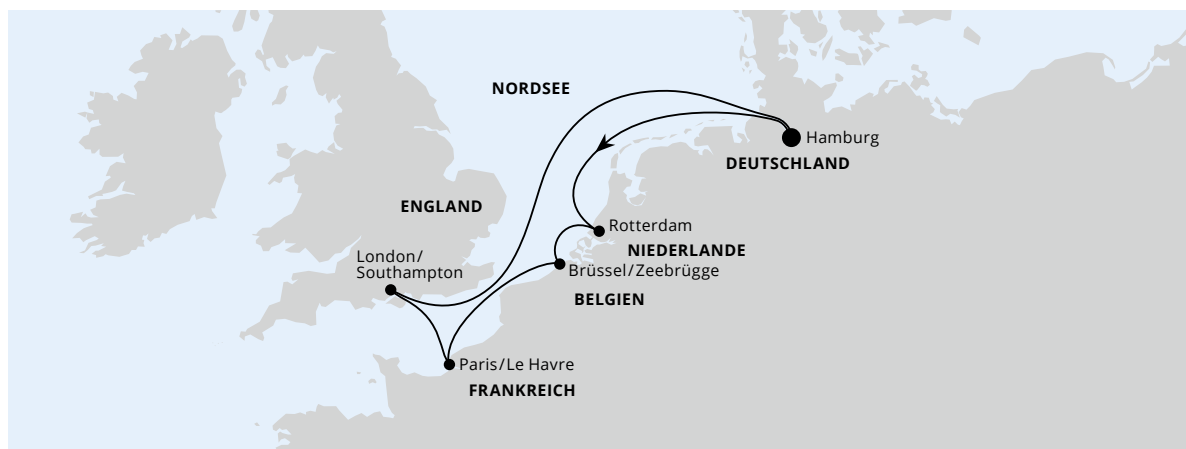 NORDSEE
Hamburg
DEUTSCHLAND
ENGLAND
Rotterdam
NIEDERLANDE
London/
Southampton
Brüssel/Zeebrügge
BELGIEN
Paris/Le Havre
FRANKREICH